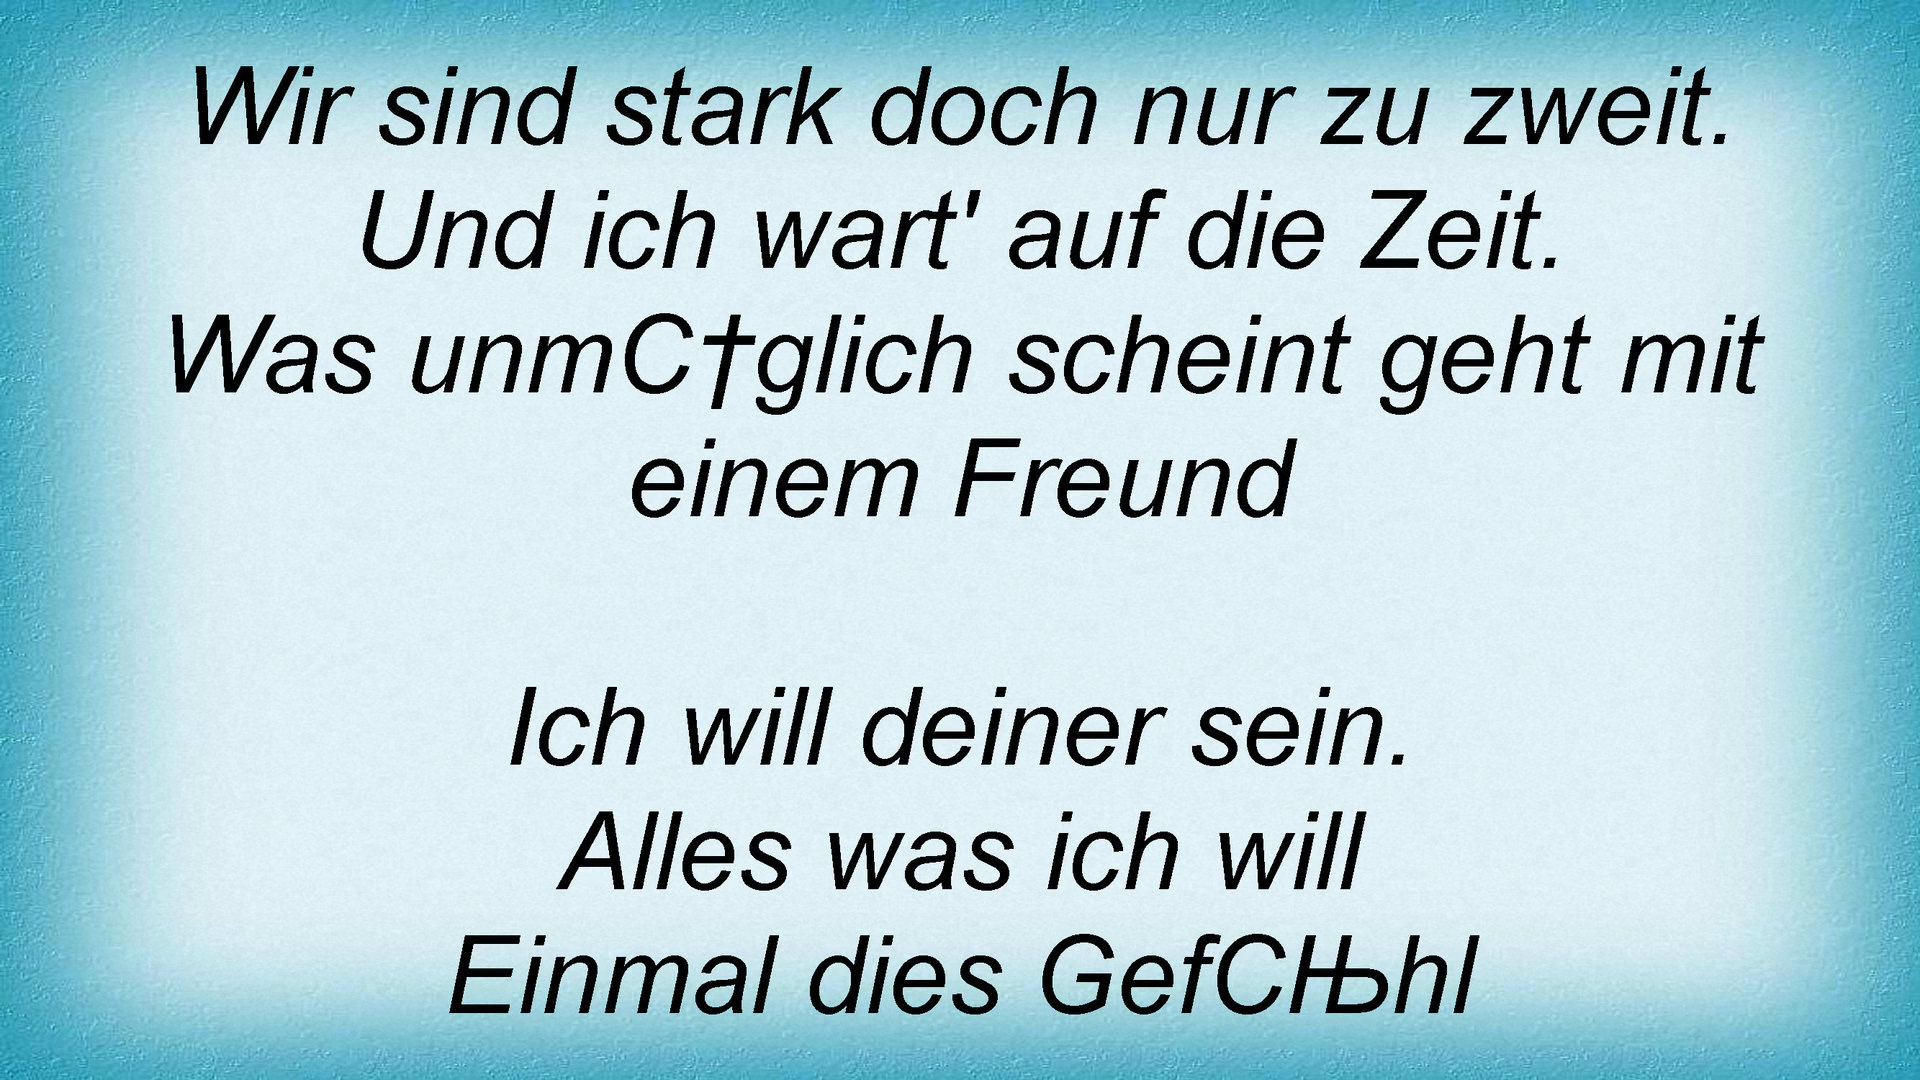 Wir sind stark doch nur zu zweit.
Und ich wart' auf die Zeit.
Was unmC†glich scheint geht mit
einem Freund
Ich will deiner sein.
Alles was ich will
Einmal dies GefCЊhl